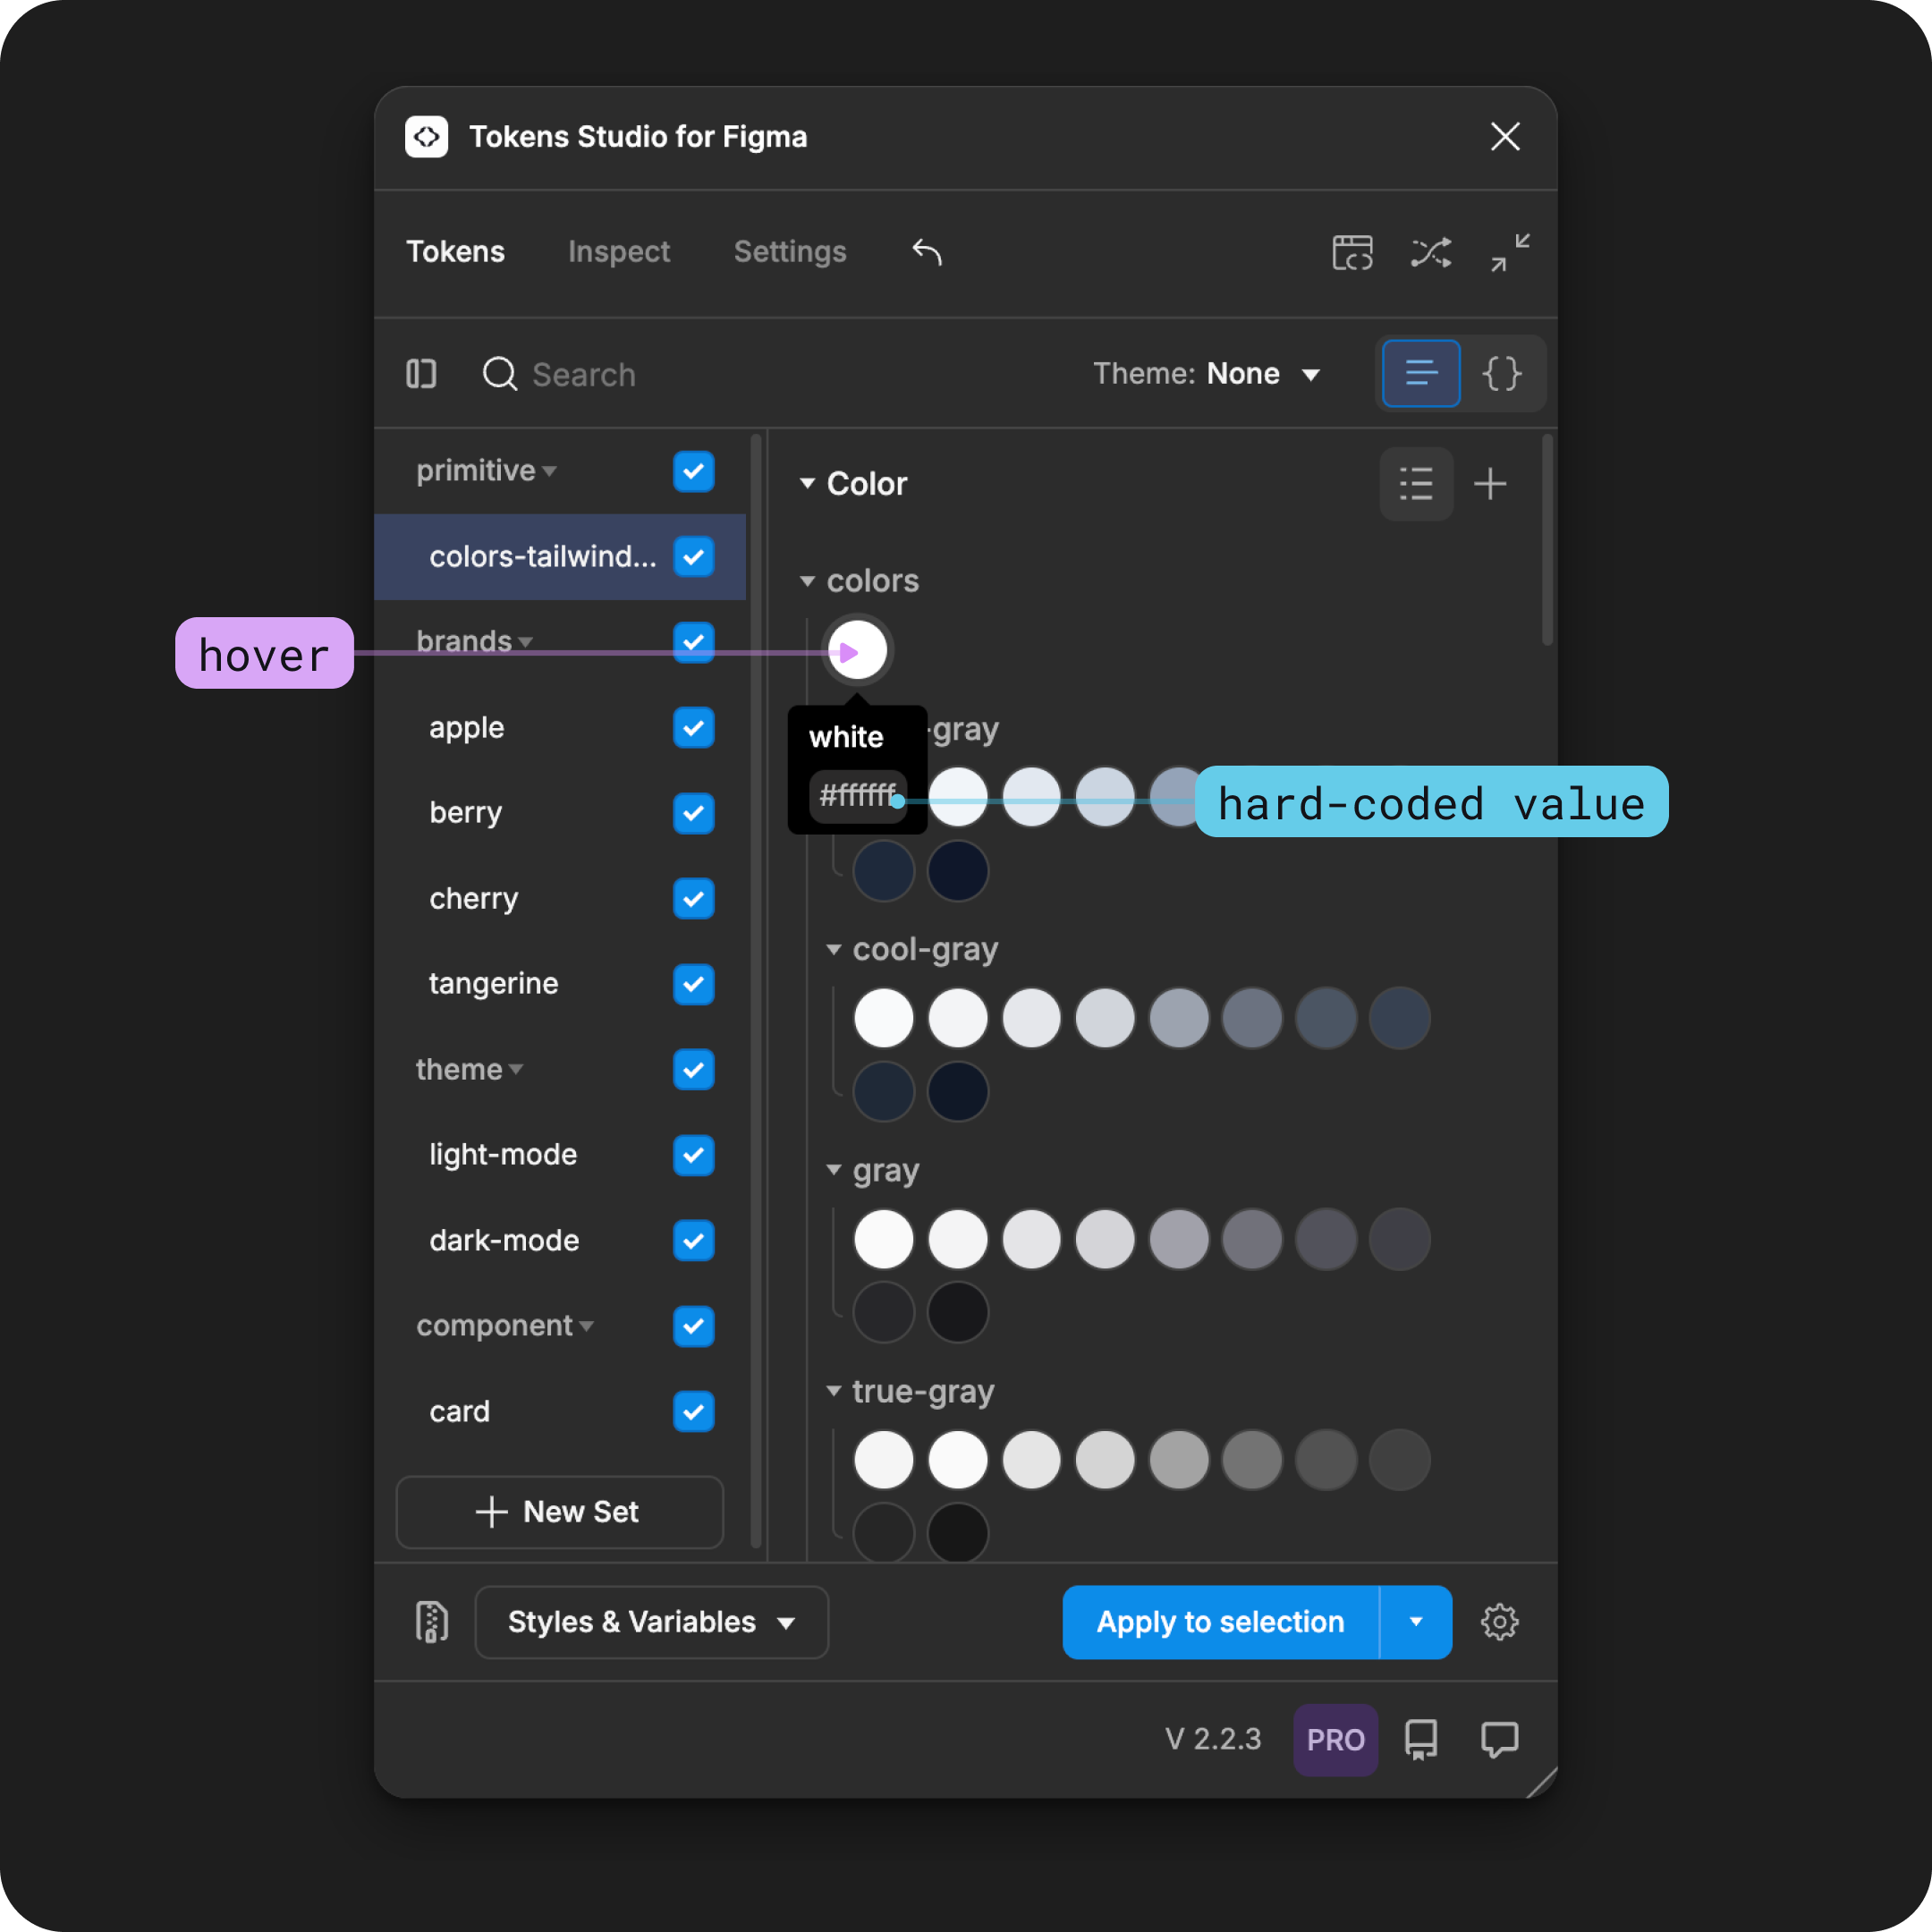 Tokens Studio for Figma
Tokens
Inspect
Settings
Search
Theme: None
{}
primitive
colors-tailwind...
brands
apple
berry
cherry
tangerine
theme
light-mode
dark-mode
component
card
New Set
Color
colors
hover
white
-gray
#ffffff
hard-coded value
cool-gray
gray
true-gray
Styles & Variables
Apply to selection
V 2.2.3
PRO